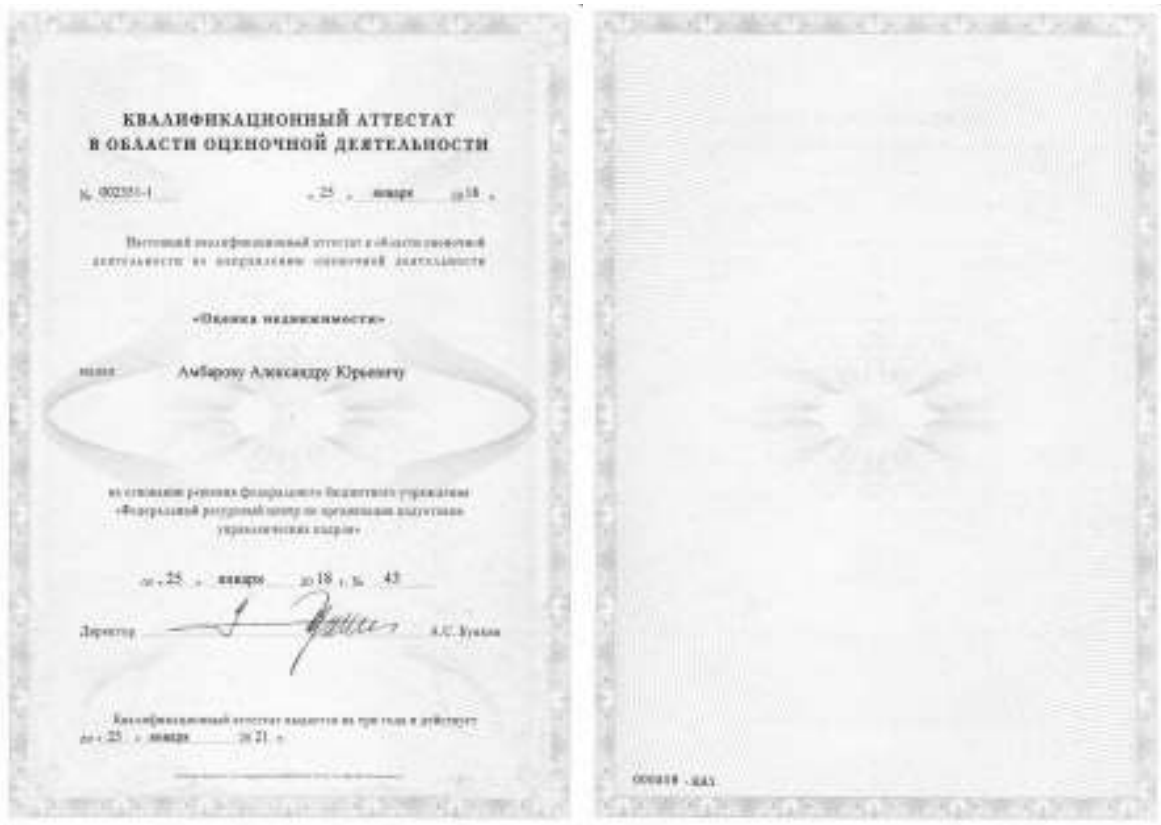 КВАЛИФИКАЦИОННЫЙ АТТЕСТАТ
В ОБЛАСТИ ОЦЕНОЧНОЙ ДЕЯТЕЛЬНОСТИ
№ 002551-1 « 25 » января 20 18 г.
Настоящий квалификационный аттестат в области оценочной
деятельности по направлению оценочной деятельности
«Оценка недвижимости»
выдан Амбарову Александру Юрьевичу
на основании решения федерального бюджетного учреждения
«Федеральный ресурсный центр по организации подготовки
управленческих кадров»
от « 25 » января 20 18 г. № 43
Директор А.С.
Квалификационный аттестат выдается на три года и действует
до « 25 » января 20 21 г.